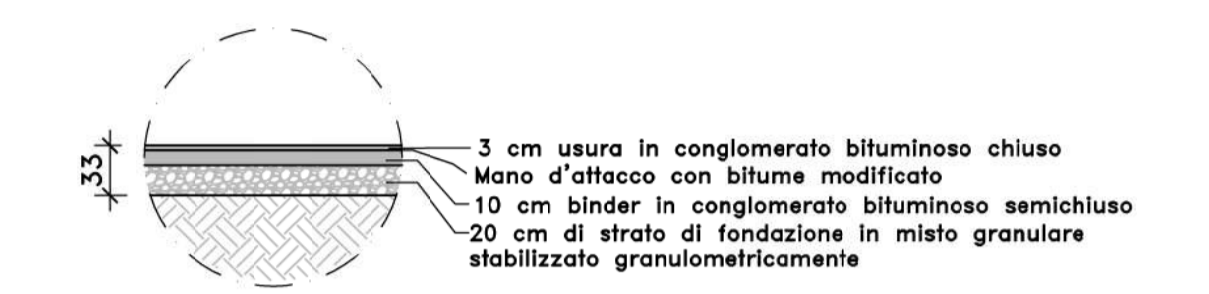 33
3 cm usura in conglomerato bituminoso chiuso
Mano d'attacco con bitume modificato
10 cm binder in conglomerato bituminoso semichiuso
20 cm di strato di fondazione in misto granulare
stabilizzato granulometricamente